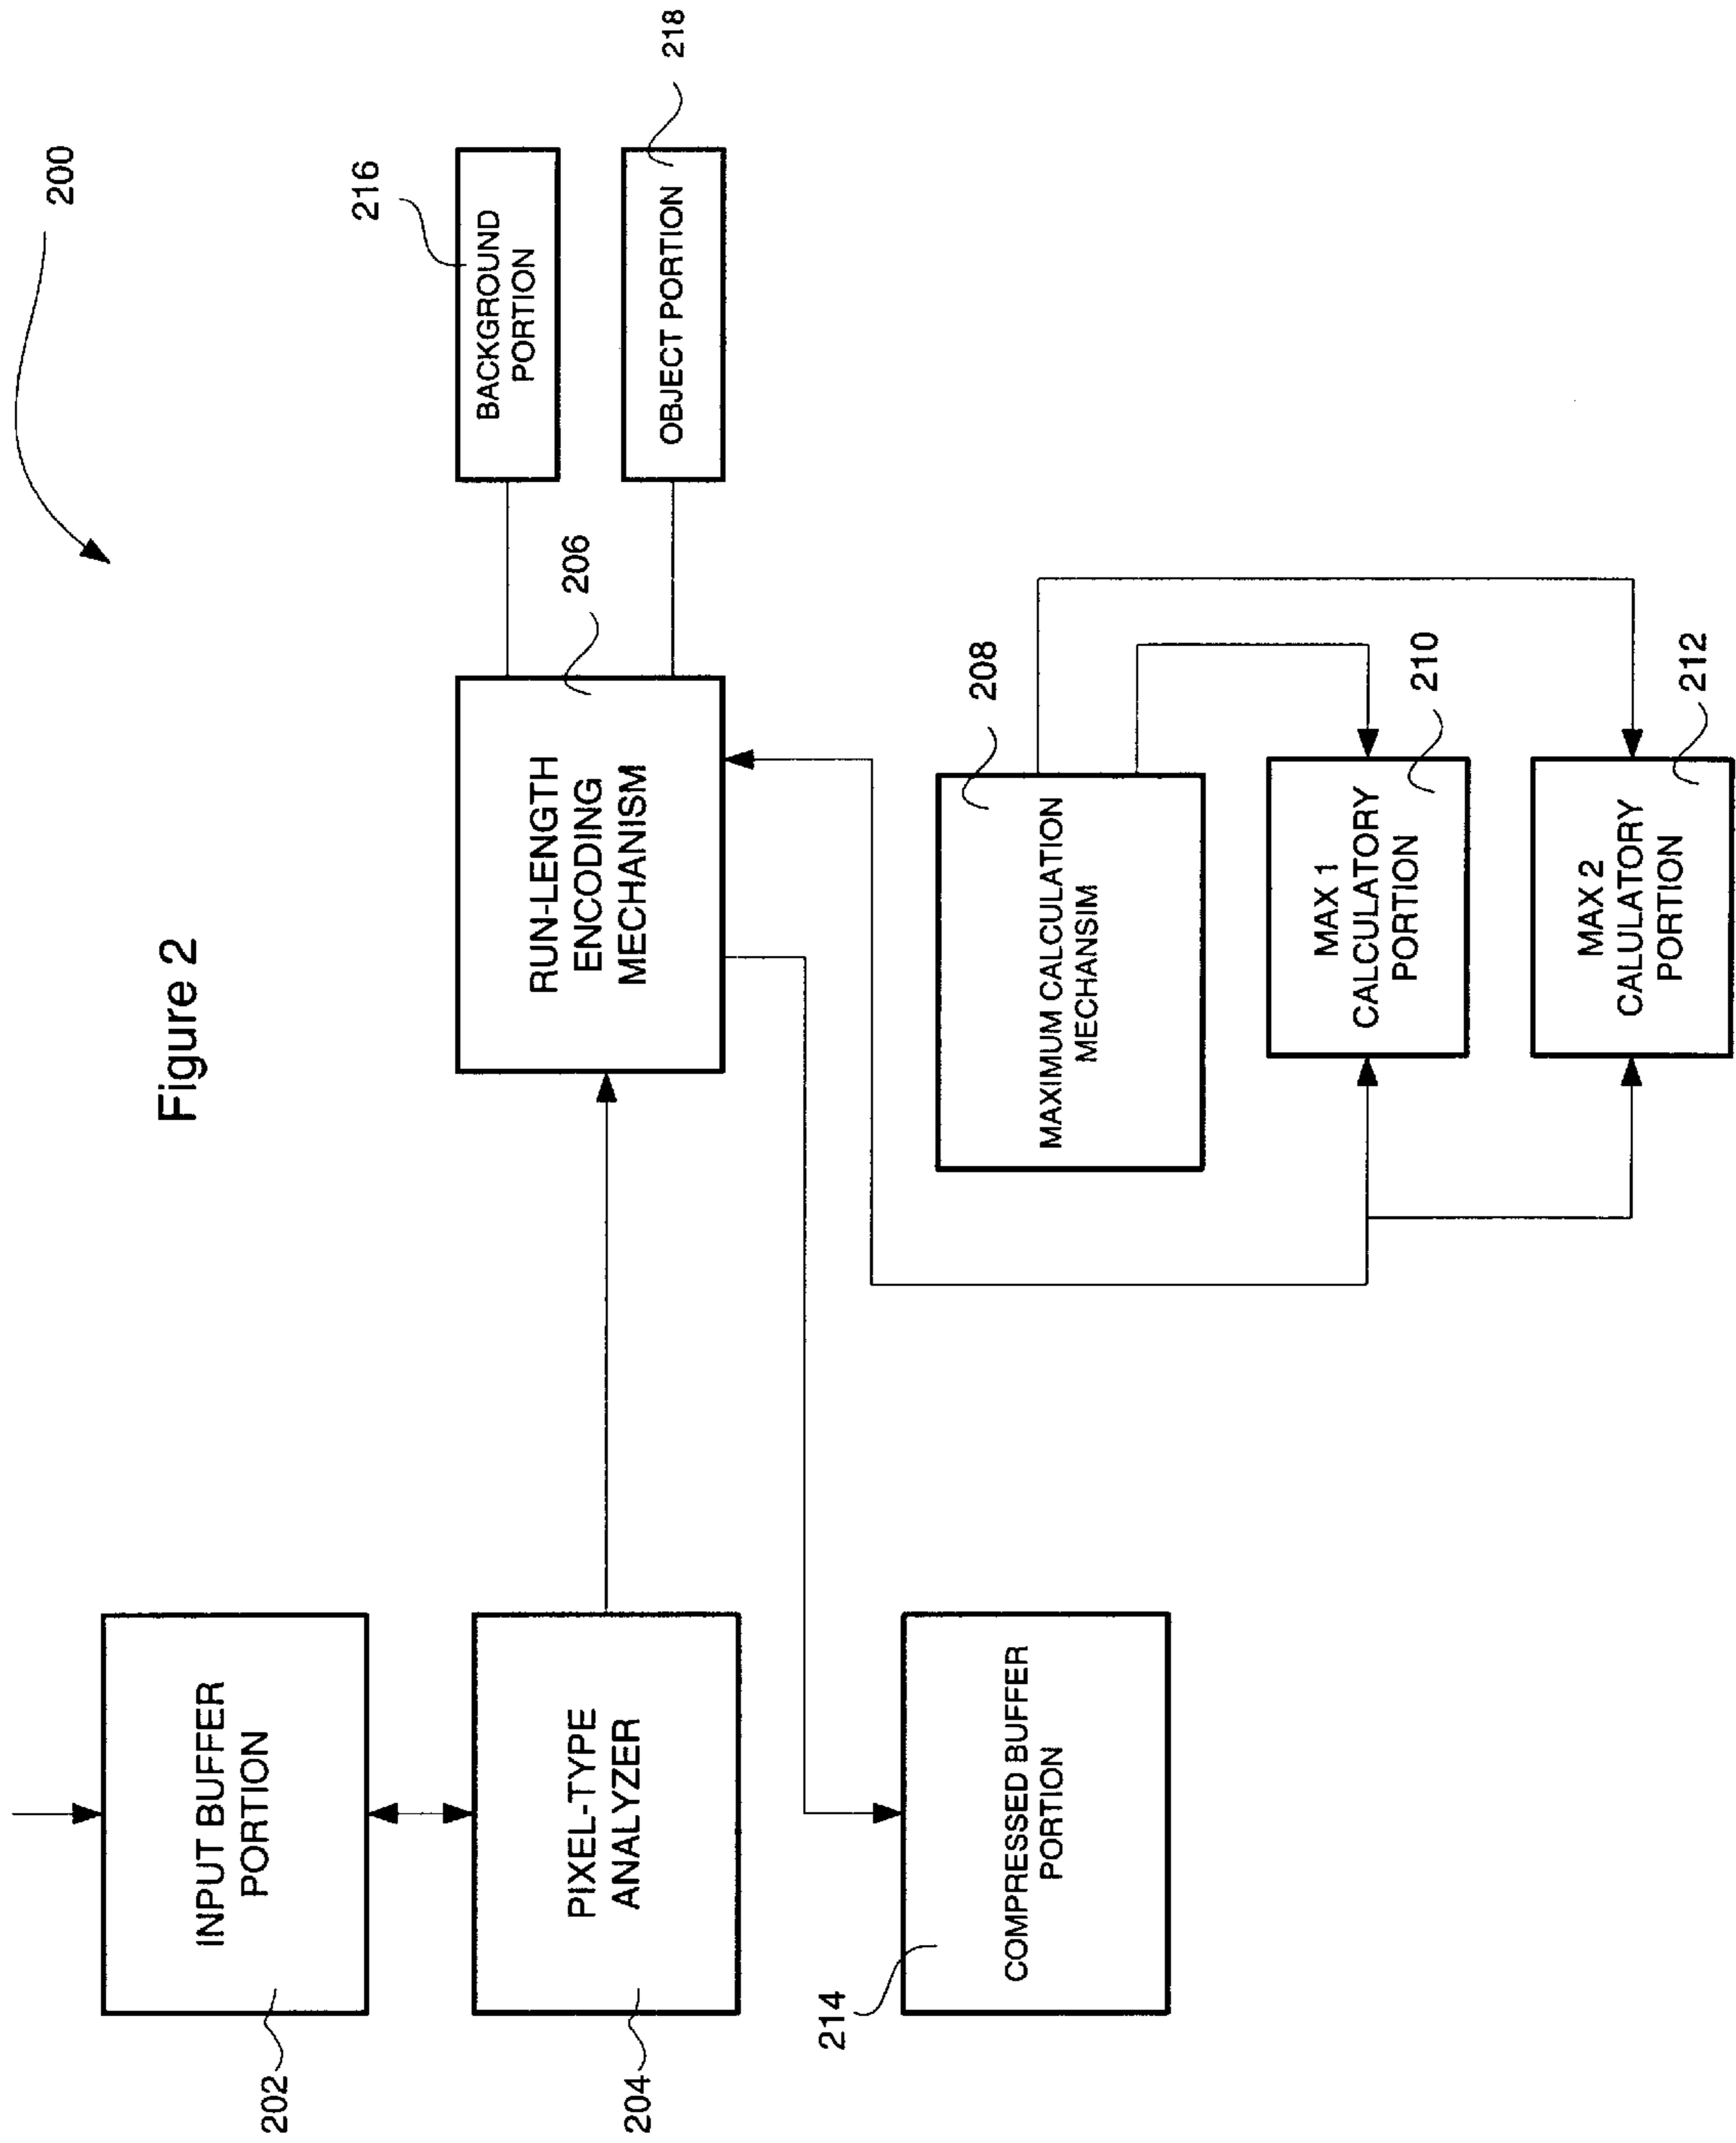 Figure 2
200
INPUT BUFFER
PORTION
202
PIXEL-TYPE
ANALYZER
204
RUN-LENGTH
ENCODING
MECHANISM
206
BACKGROUND
PORTION
216
OBJECT PORTION
218
COMPRESSED BUFFER
PORTION
214
MAXIMUM CALCULATION
MECHANSIM
208
MAX 1
CALCULATORY
PORTION
210
MAX 2
CALULATORY
PORTION
212